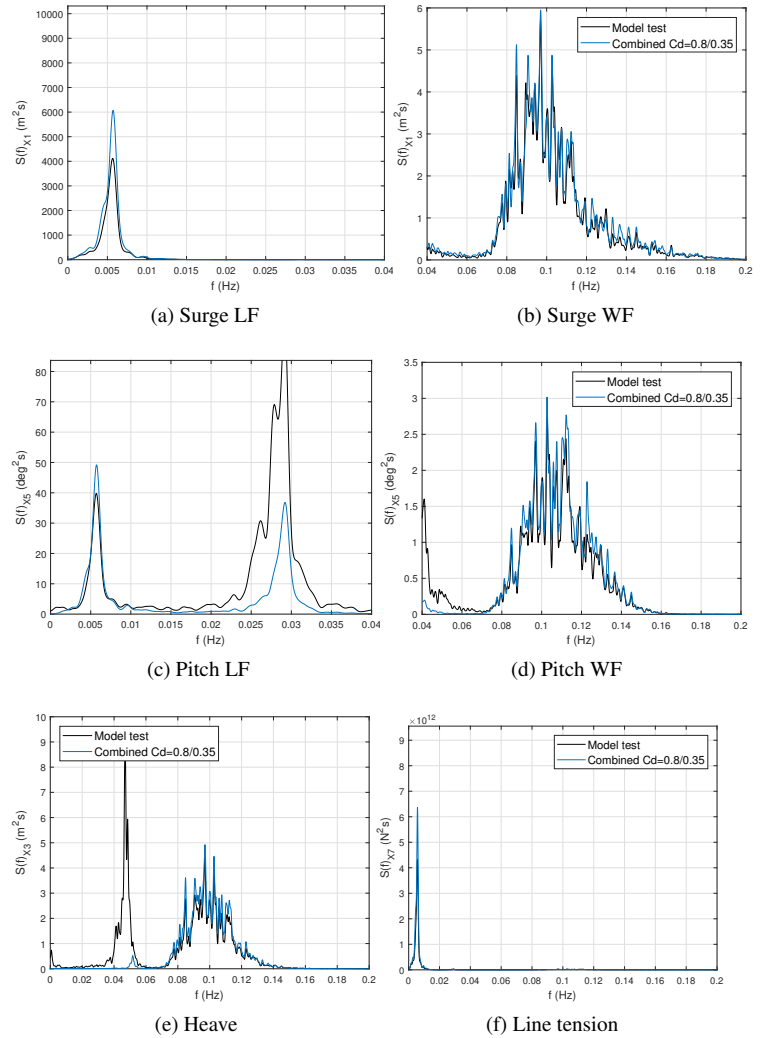 10000
9000
8000
7000
6000
5000
4000
3000
2000
1000
0
S(f)X1 (m²s)
0 0.005 0.01 0.015 0.02 0.025 0.03 0.035 0.04
f (Hz)
(a) Surge LF
Model test
Combined Cd=0.8/0.35
6
5
4
3
2
1
0
S(f)X1 (m²s)
0.04 0.06 0.08 0.1 0.12 0.14 0.16 0.18 0.2
f (Hz)
(b) Surge WF
80
70
60
50
40
30
20
10
0
S(f)X5 (deg²s)
0 0.005 0.01 0.015 0.02 0.025 0.03 0.035 0.04
f (Hz)
(c) Pitch LF
Model test
Combined Cd=0.8/0.35
3.5
3
2.5
2
1.5
1
0.5
0
S(f)X5 (deg²s)
0.04 0.06 0.08 0.1 0.12 0.14 0.16 0.18 0.2
f (Hz)
(d) Pitch WF
Model test
Combined Cd=0.8/0.35
10
9
8
7
6
5
4
3
2
1
0
S(f)X3 (m²s)
0 0.02 0.04 0.06 0.08 0.1 0.12 0.14 0.16 0.18 0.2
f (Hz)
(e) Heave
×10¹²
Model test
Combined Cd=0.8/0.35
9
8
7
6
5
4
3
2
1
0
S(f)X7 (N²s)
0 0.02 0.04 0.06 0.08 0.1 0.12 0.14 0.16 0.18 0.2
f (Hz)
(f) Line tension